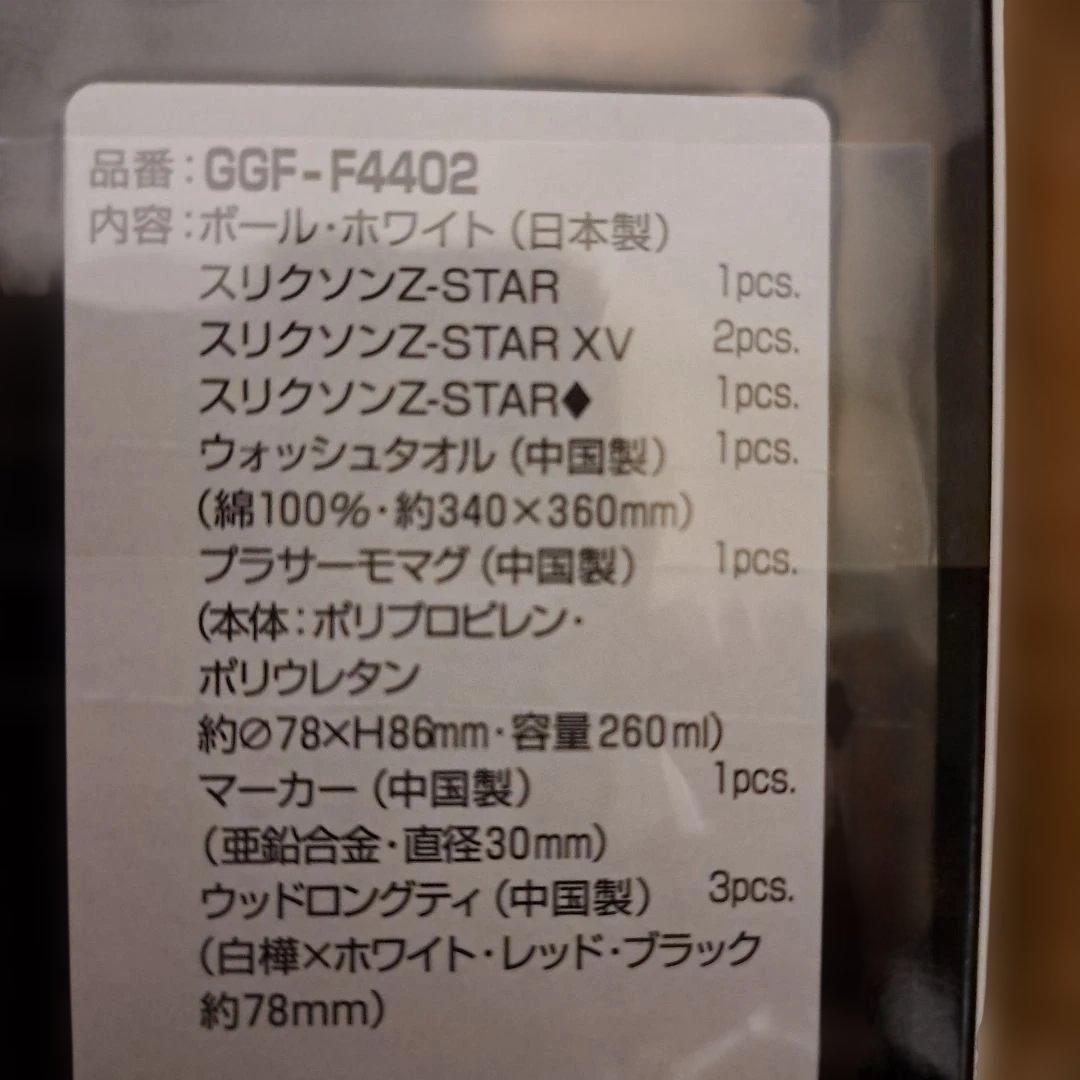 品番：GGF-F4402
内容：ボール・ホワイト（日本製）
スリクソンZ-STAR 1pcs.
スリクソンZ-STAR XV 2pcs.
スリクソンZ-STAR♦ 1pcs.
ウォッシュタオル（中国製） 1pcs.
（綿100％・約340×360mm）
プラサーモマグ（中国製） 1pcs.
（本体：ポリプロピレン・
ポリウレタン
約∅78×H86mm・容量260ml）
マーカー（中国製） 1pcs.
（亜鉛合金・直径30mm）
ウッドロングティ（中国製） 3pcs.
（白樺×ホワイト・レッド・ブラック
約78mm）